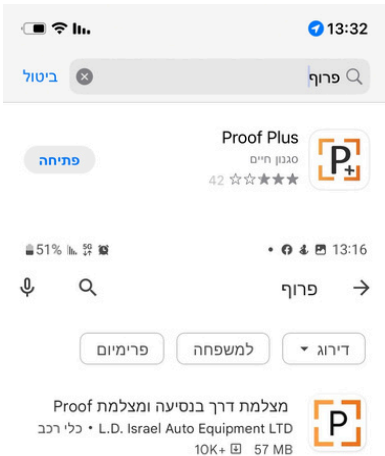 13:32
פרוף
ביטול
Proof Plus
סגנון חיים
42
פתיחה
P+
13:16
51%
5G
פרוף
דירוג
למשפחה
פרימיום
מצלמת דרך בנסיעה ומצלמת Proof
L.D. Israel Auto Equipment LTD • כלי רכב
10K+ 57 MB
P